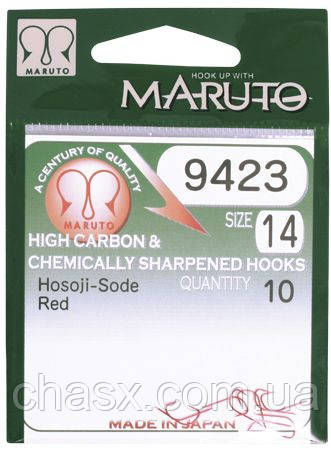 MARUTO
HOOK UP WITH
MARUTO
A CENTURY OF QUALITY
MARUTO
9423
SIZE 14
HIGH CARBON &
CHEMICALLY SHARPENED HOOKS
Hosoji-Sode QUANTITY 10
Red
chasx.com.ua
MADE IN JAPAN